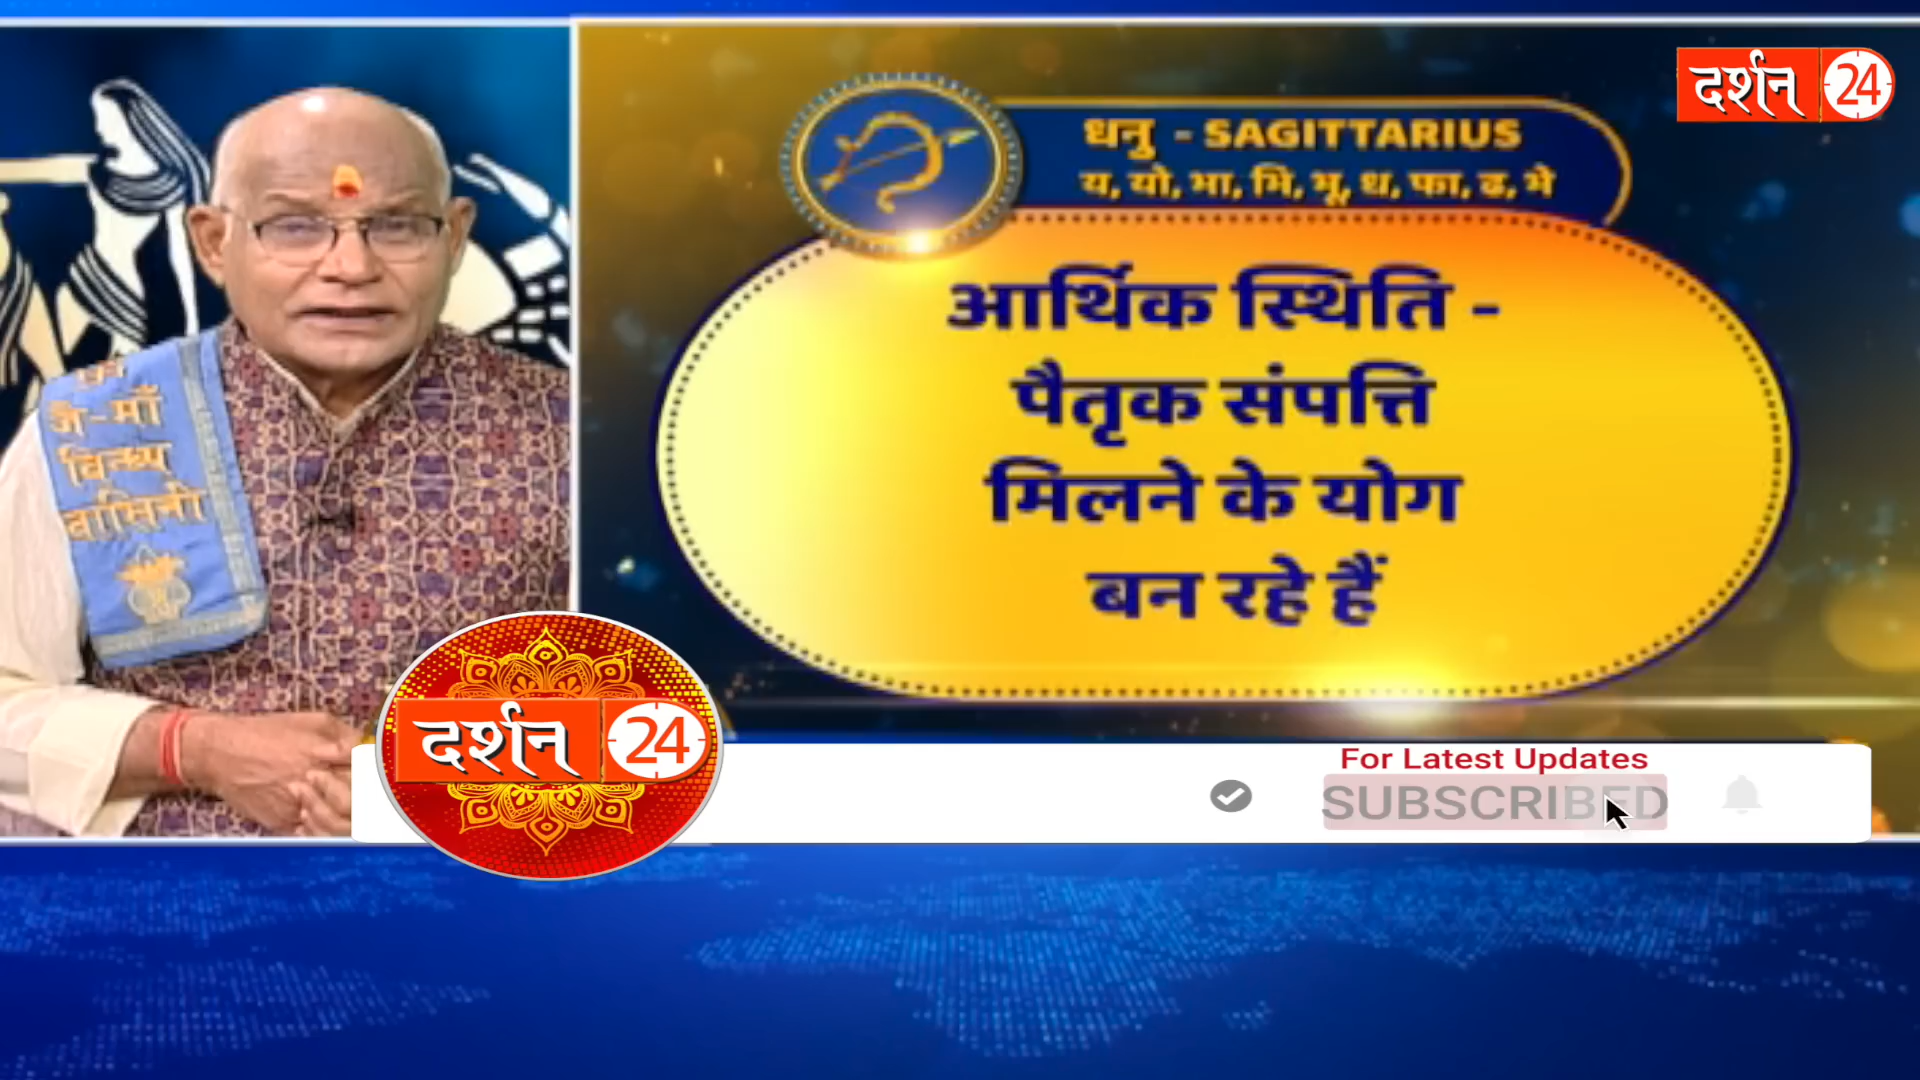 दर्शन 24
धनु - SAGITTARIUS
य, यो, भा, भि, भू, ध, फा, ढ, भे
आर्थिक स्थिति -
पैतृक संपत्ति
मिलने के योग
बन रहे हैं
जै-माँ
विन्ध्य
वासिनी
दर्शन 24
For Latest Updates
SUBSCRIBED